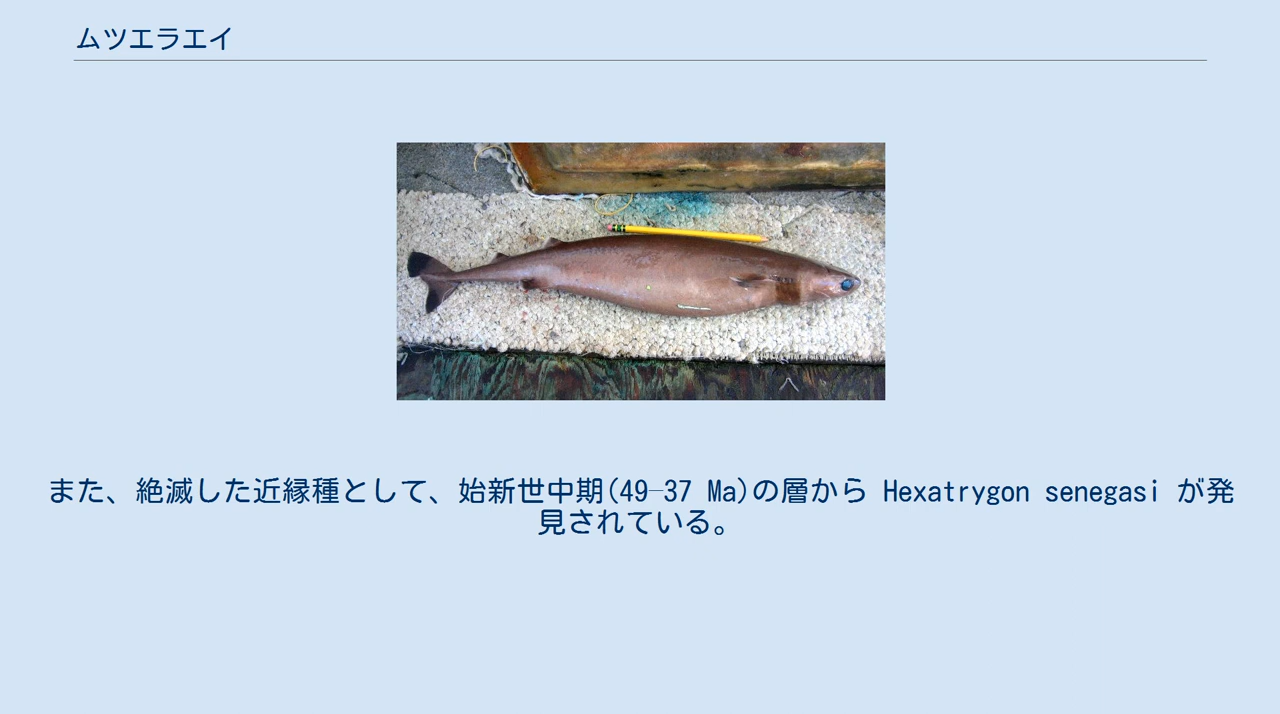 ムツエラエイ
また、絶滅した近縁種として、始新世中期(49–37 Ma)の層から Hexatrygon senegasi が発
見されている。